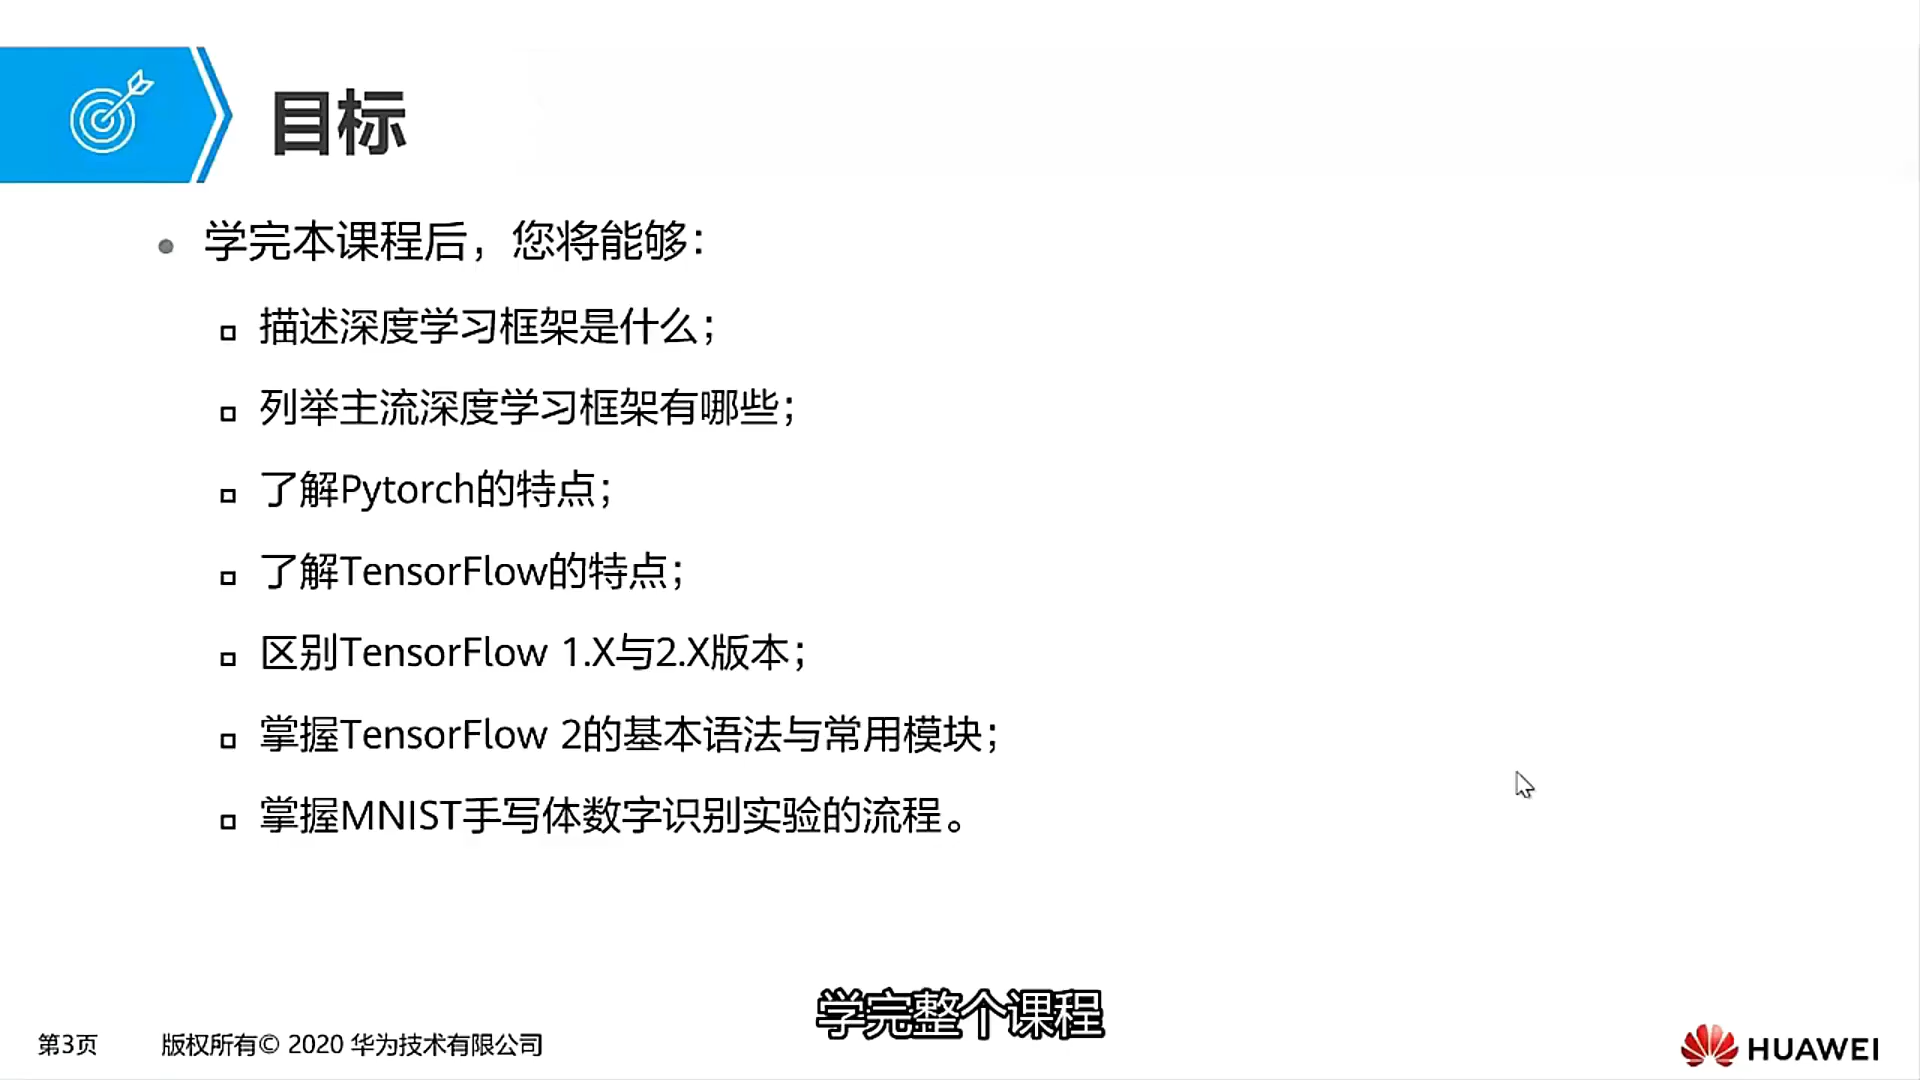 目标
学完本课程后，您将能够：
描述深度学习框架是什么；
列举主流深度学习框架有哪些；
了解Pytorch的特点；
了解TensorFlow的特点；
区别TensorFlow 1.X与2.X版本；
掌握TensorFlow 2的基本语法与常用模块；
掌握MNIST手写体数字识别实验的流程。
学完整个课程
第3页 版权所有© 2020 华为技术有限公司
HUAWEI